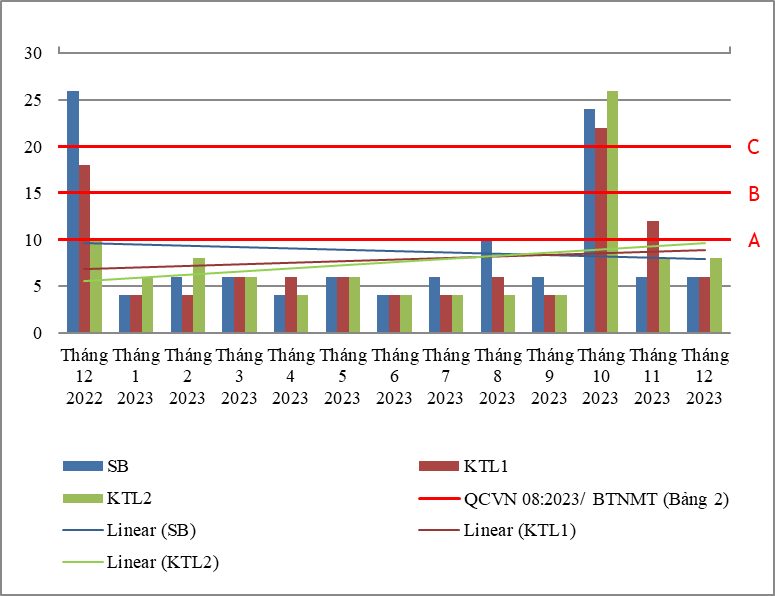 30
25
20
C
15
B
10
A
5
0
Tháng Tháng Tháng Tháng Tháng Tháng Tháng Tháng Tháng Tháng Tháng Tháng Tháng
12 1 2 3 4 5 6 7 8 9 10 11 12
2022 2023 2023 2023 2023 2023 2023 2023 2023 2023 2023 2023 2023
SB
KTL1
KTL2
QCVN 08:2023/ BTNMT (Bảng 2)
Linear (SB)
Linear (KTL1)
Linear (KTL2)